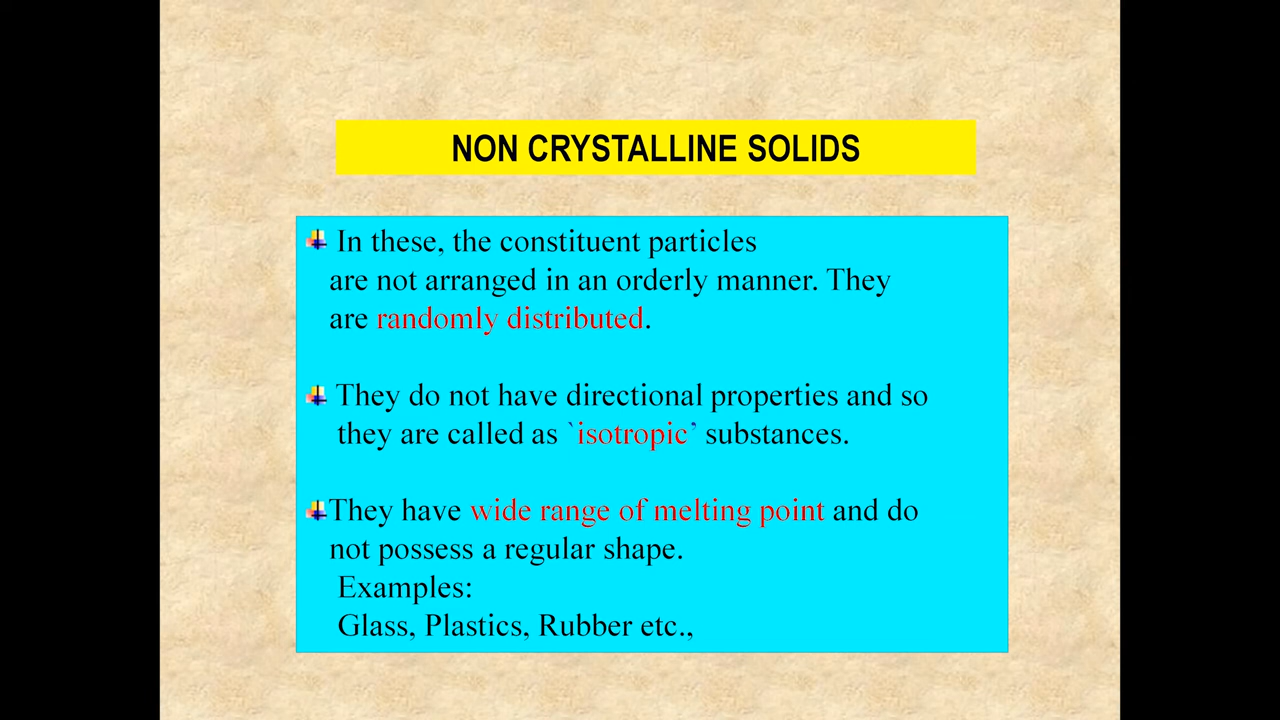 NON CRYSTALLINE SOLIDS
In these, the constituent particles
are not arranged in an orderly manner. They
are randomly distributed.
They do not have directional properties and so
they are called as `isotropic’ substances.
They have wide range of melting point and do
not possess a regular shape.
Examples:
Glass, Plastics, Rubber etc.,